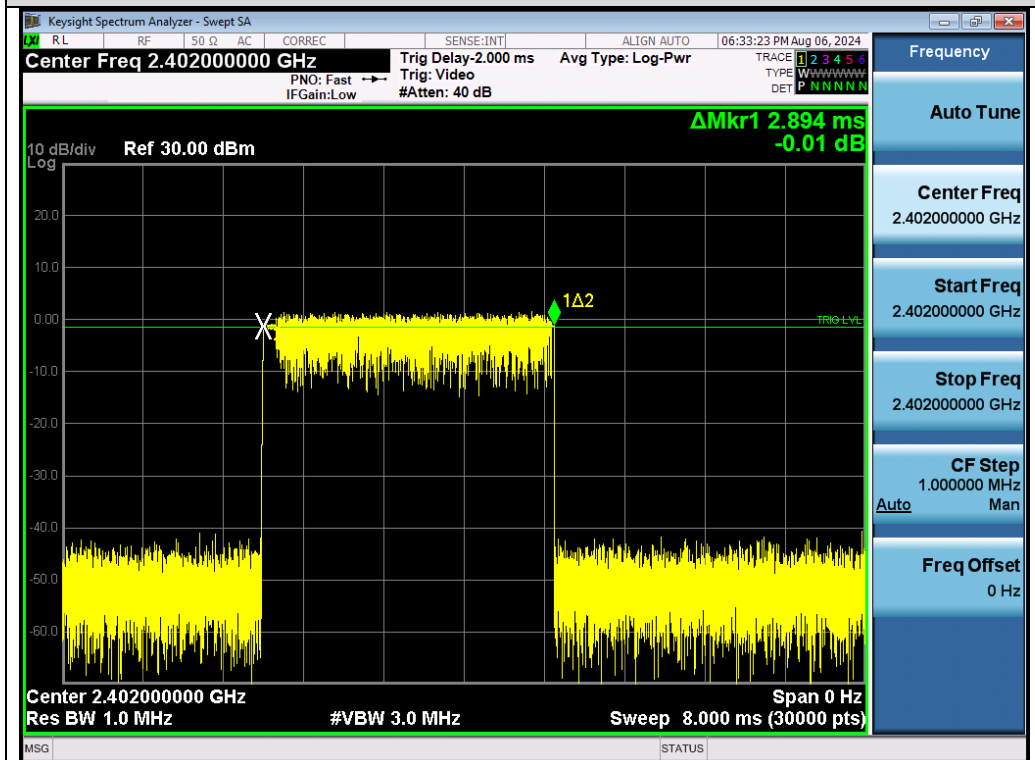 Keysight Spectrum Analyzer - Swept SA
LXI RL RF 50 Ω AC CORREC SENSE:INT ALIGN AUTO 06:33:23 PM Aug 06, 2024
Center Freq 2.402000000 GHz
PNO: Fast
IFGain:Low
Trig Delay-2.000 ms
Trig: Video
#Atten: 40 dB
Avg Type: Log-Pwr
TRACE 1 2 3 4 5 6
TYPE WWWWWW
DET P N N N N N
ΔMkr1 2.894 ms
-0.01 dB
10 dB/div Ref 30.00 dBm
Log
20.0
10.0
0.00
-10.0
-20.0
-30.0
-40.0
-50.0
-60.0
1Δ2
TRIG LVL
Center 2.402000000 GHz Span 0 Hz
Res BW 1.0 MHz #VBW 3.0 MHz Sweep 8.000 ms (30000 pts)
MSG STATUS
Frequency
Auto Tune
Center Freq
2.402000000 GHz
Start Freq
2.402000000 GHz
Stop Freq
2.402000000 GHz
CF Step
1.000000 MHz
Auto Man
Freq Offset
0 Hz